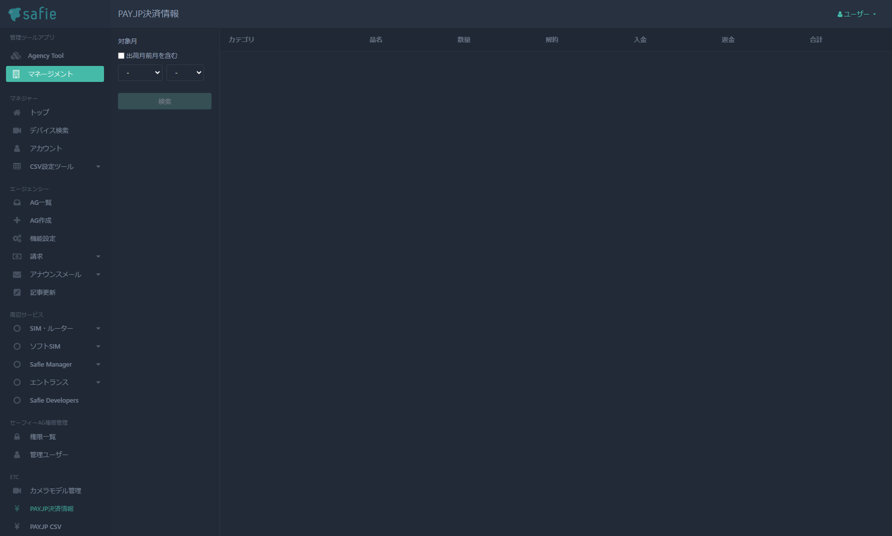 safie
PAYJP決済情報
ユーザー
管理ツールアプリ
Agency Tool
マネージメント
マネジャー
トップ
デバイス検索
アカウント
CSV設定ツール
エージェンシー
AG一覧
AG作成
機能設定
請求
アナウンスメール
記事更新
周辺サービス
SIM・ルーター
ソフトSIM
Safie Manager
エントランス
Safie Developers
セーフィーAG権限管理
権限一覧
管理ユーザー
ETC
カメラモデル管理
PAYJP決済情報
PAYJP CSV
対象月
出荷月前月を含む
-
-
検索
カテゴリ
品名
数量
解約
入金
返金
合計